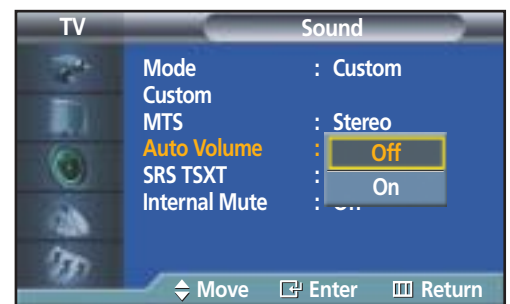 TV Sound
Mode : Custom
Custom
MTS : Stereo
Auto Volume : Off
SRS TSXT : On
Internal Mute :
Move Enter Return